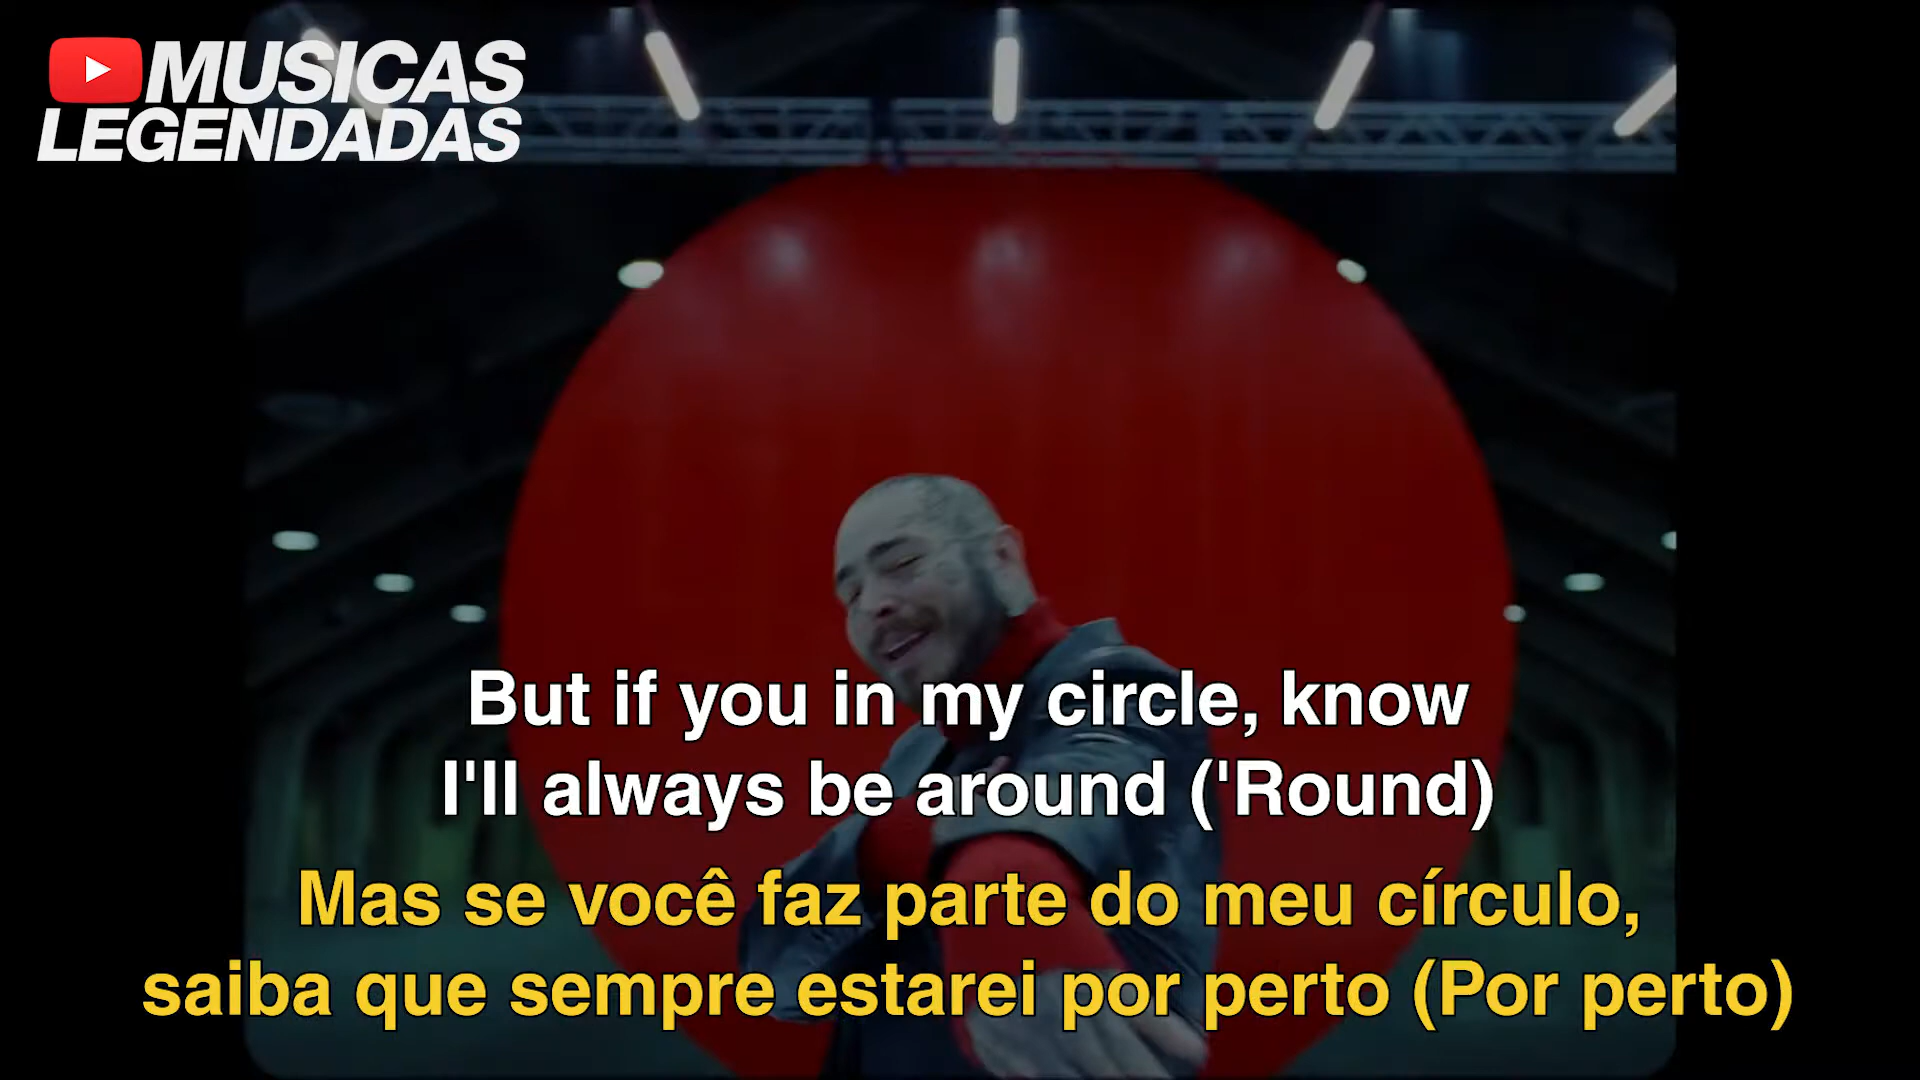 MUSICAS
LEGENDADAS
But if you in my circle, know
I'll always be around ('Round)
Mas se você faz parte do meu círculo,
saiba que sempre estarei por perto (Por perto)